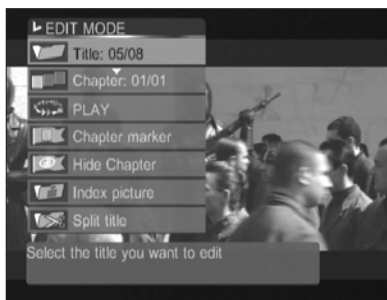 EDIT MODE
Title: 05/08
Chapter: 01/01
PLAY
Chapter marker
Hide Chapter
Index picture
Split title
Select the title you want to edit